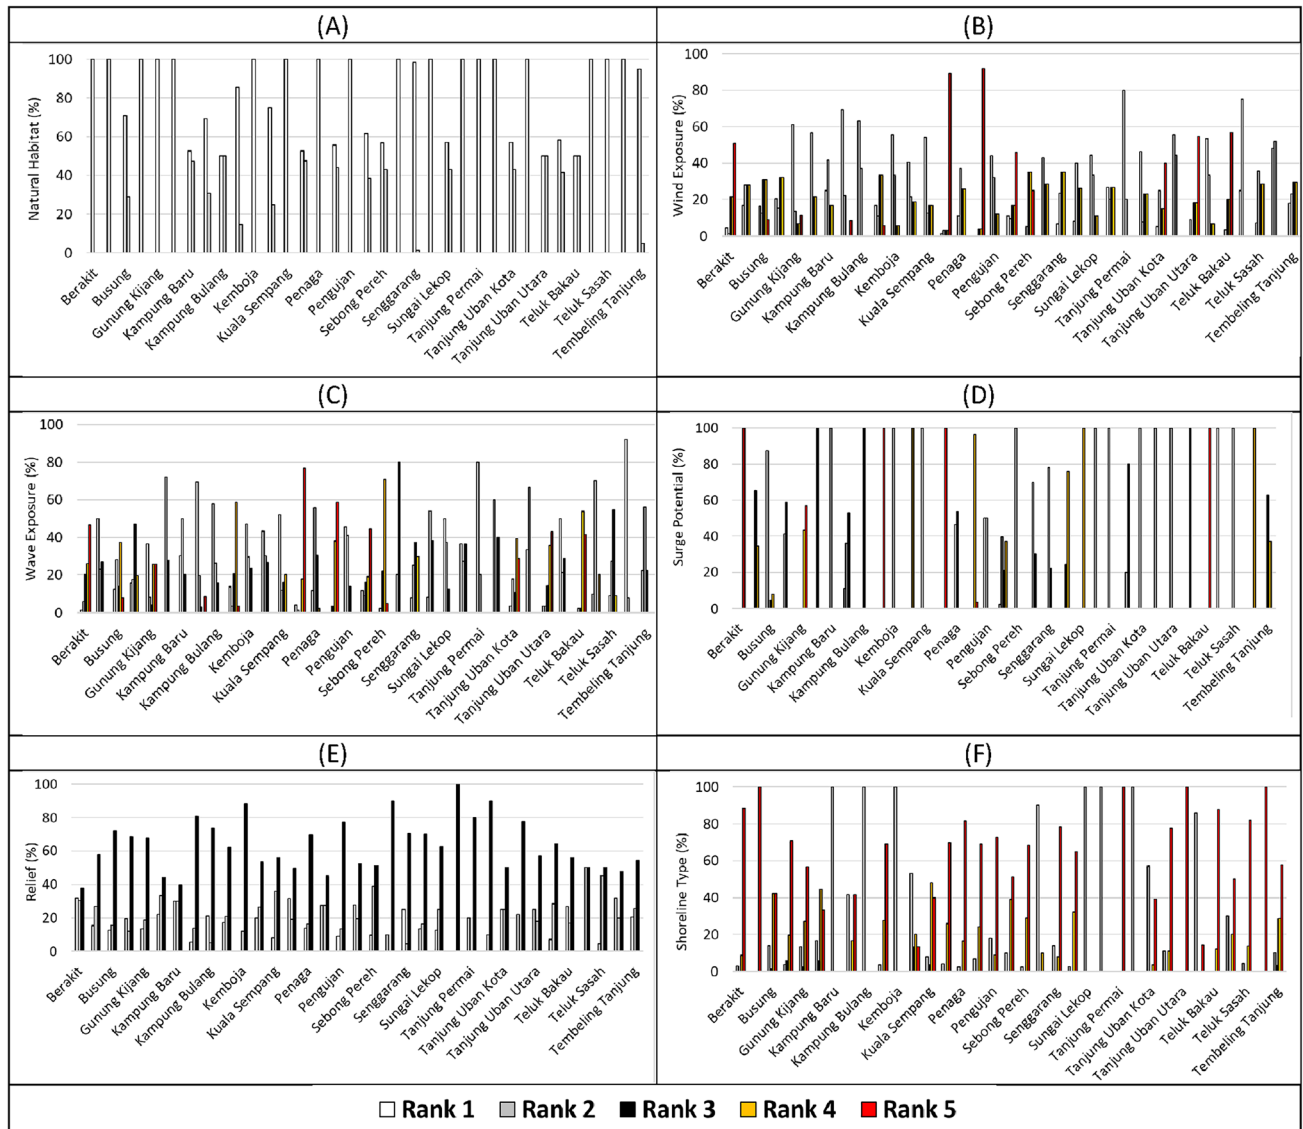 (A)
Natural Habitat (%)
100
80
60
40
20
0
Berakit
Busung
Gunung Kijang
Kampung Baru
Kampung Bulang
Kemboja
Kuala Sempang
Penaga
Pengujan
Sebong Pereh
Senggarang
Sungai Lekop
Tanjung Permai
Tanjung Uban Kota
Tanjung Uban Utara
Teluk Bakau
Teluk Sasah
Tembeling Tanjung
(B)
Wind Exposure (%)
100
80
60
40
20
0
Berakit
Busung
Gunung Kijang
Kampung Baru
Kampung Bulang
Kemboja
Kuala Sempang
Penaga
Pengujan
Sebong Pereh
Senggarang
Sungai Lekop
Tanjung Permai
Tanjung Uban Kota
Tanjung Uban Utara
Teluk Bakau
Teluk Sasah
Tembeling Tanjung
(C)
Wave Exposure (%)
100
80
60
40
20
0
Berakit
Busung
Gunung Kijang
Kampung Baru
Kampung Bulang
Kemboja
Kuala Sempang
Penaga
Pengujan
Sebong Pereh
Senggarang
Sungai Lekop
Tanjung Permai
Tanjung Uban Kota
Tanjung Uban Utara
Teluk Bakau
Teluk Sasah
Tembeling Tanjung
(D)
Surge Potential (%)
100
80
60
40
20
0
Berakit
Busung
Gunung Kijang
Kampung Baru
Kampung Bulang
Kemboja
Kuala Sempang
Penaga
Pengujan
Sebong Pereh
Senggarang
Sungai Lekop
Tanjung Permai
Tanjung Uban Kota
Tanjung Uban Utara
Teluk Bakau
Teluk Sasah
Tembeling Tanjung
(E)
Relief (%)
100
80
60
40
20
0
Berakit
Busung
Gunung Kijang
Kampung Baru
Kampung Bulang
Kemboja
Kuala Sempang
Penaga
Pengujan
Sebong Pereh
Senggarang
Sungai Lekop
Tanjung Permai
Tanjung Uban Kota
Tanjung Uban Utara
Teluk Bakau
Teluk Sasah
Tembeling Tanjung
(F)
Shoreline Type (%)
100
80
60
40
20
0
Berakit
Busung
Gunung Kijang
Kampung Baru
Kampung Bulang
Kemboja
Kuala Sempang
Penaga
Pengujan
Sebong Pereh
Senggarang
Sungai Lekop
Tanjung Permai
Tanjung Uban Kota
Tanjung Uban Utara
Teluk Bakau
Teluk Sasah
Tembeling Tanjung
Rank 1 Rank 2 Rank 3 Rank 4 Rank 5